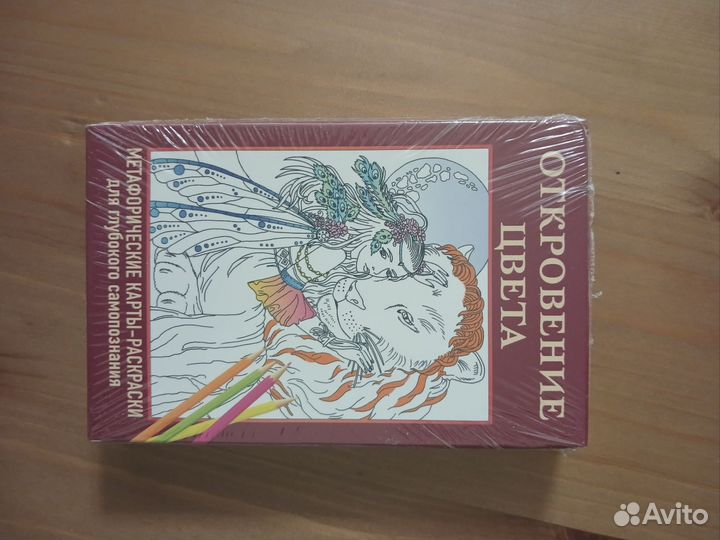 ОТКРОВЕНИЕ
ЦВЕТА
МЕТАФОРИЧЕСКИЕ КАРТЫ-РАСКРАСКИ
для глубокого самопознания
Avito